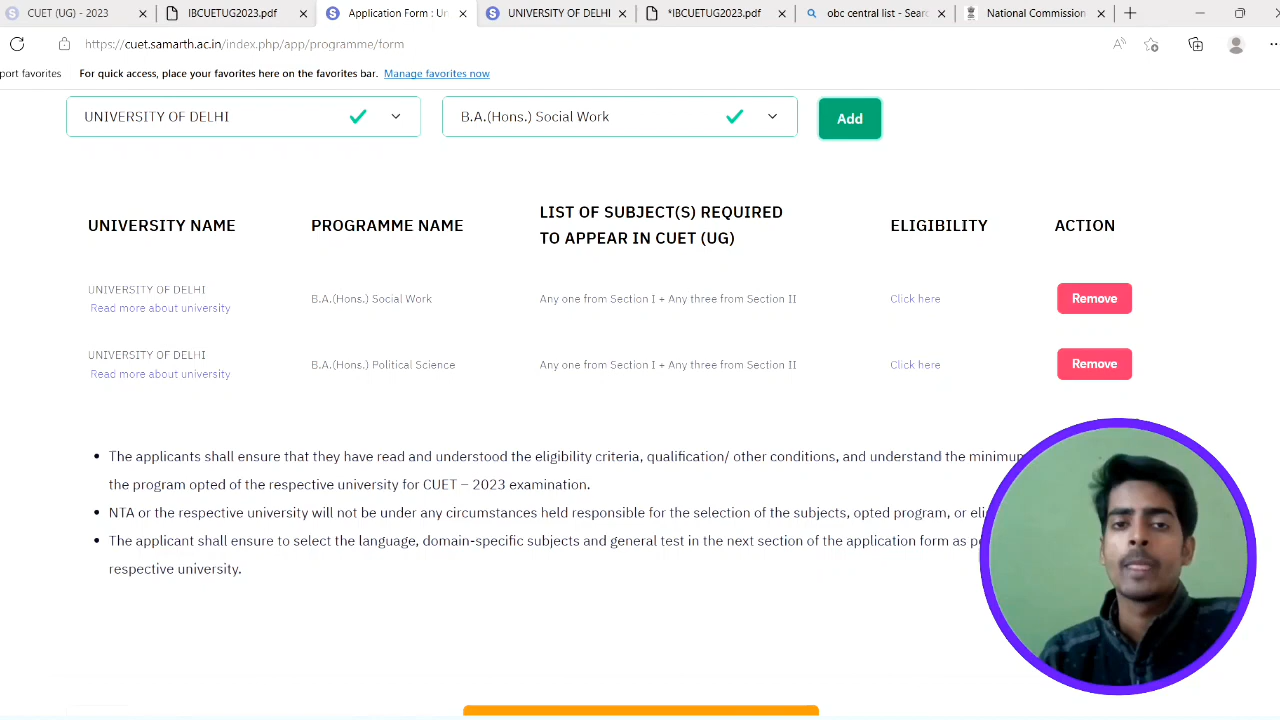 CUET (UG) - 2023
IBCUETUG2023.pdf
Application Form : Un
UNIVERSITY OF DELHI
*IBCUETUG2023.pdf
obc central list - Sear
National Commission
https://cuet.samarth.ac.in/index.php/app/programme/form
port favorites
For quick access, place your favorites here on the favorites bar. Manage favorites now
UNIVERSITY OF DELHI
B.A.(Hons.) Social Work
Add
UNIVERSITY NAME
PROGRAMME NAME
LIST OF SUBJECT(S) REQUIRED
TO APPEAR IN CUET (UG)
ELIGIBILITY
ACTION
UNIVERSITY OF DELHI
Read more about university
B.A.(Hons.) Social Work
Any one from Section I + Any three from Section II
Click here
Remove
UNIVERSITY OF DELHI
Read more about university
B.A.(Hons.) Political Science
Any one from Section I + Any three from Section II
Click here
Remove
The applicants shall ensure that they have read and understood the eligibility criteria, qualification/ other conditions, and understand the minimum
the program opted of the respective university for CUET – 2023 examination.
NTA or the respective university will not be under any circumstances held responsible for the selection of the subjects, opted program, or eli
The applicant shall ensure to select the language, domain-specific subjects and general test in the next section of the application form as pe
respective university.